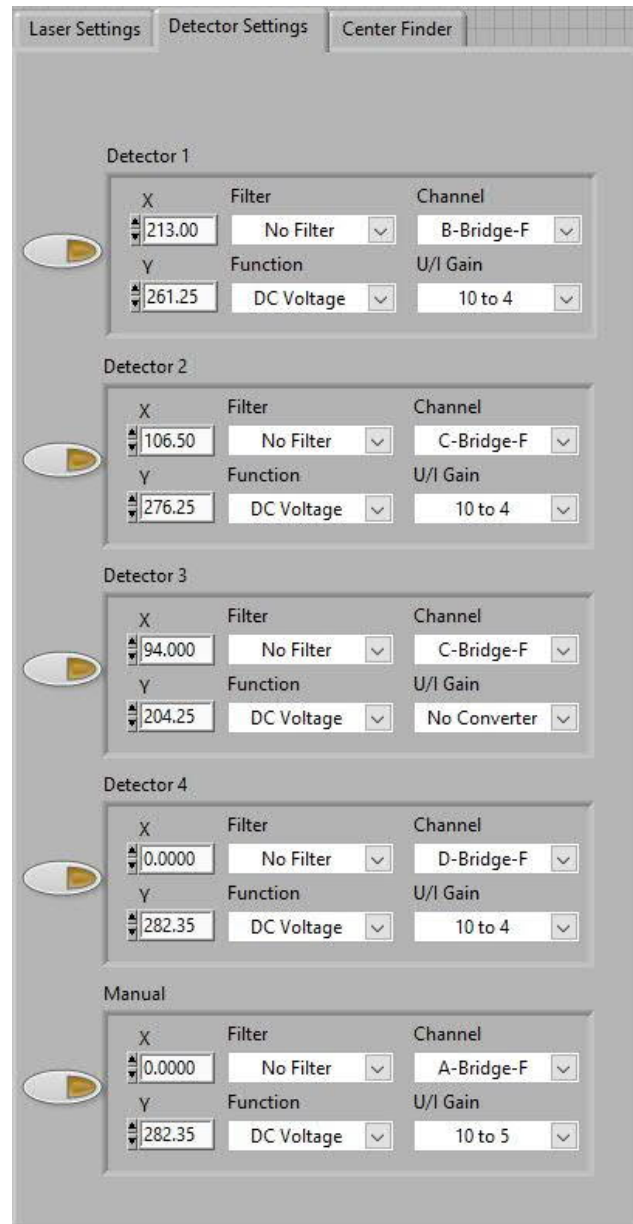 Laser Settings Detector Settings Center Finder
Detector 1
X Filter Channel
213.00 No Filter B-Bridge-F
Y Function U/I Gain
261.25 DC Voltage 10 to 4
Detector 2
X Filter Channel
106.50 No Filter C-Bridge-F
Y Function U/I Gain
276.25 DC Voltage 10 to 4
Detector 3
X Filter Channel
94.000 No Filter C-Bridge-F
Y Function U/I Gain
204.25 DC Voltage No Converter
Detector 4
X Filter Channel
0.0000 No Filter D-Bridge-F
Y Function U/I Gain
282.35 DC Voltage 10 to 4
Manual
X Filter Channel
0.0000 No Filter A-Bridge-F
Y Function U/I Gain
282.35 DC Voltage 10 to 5